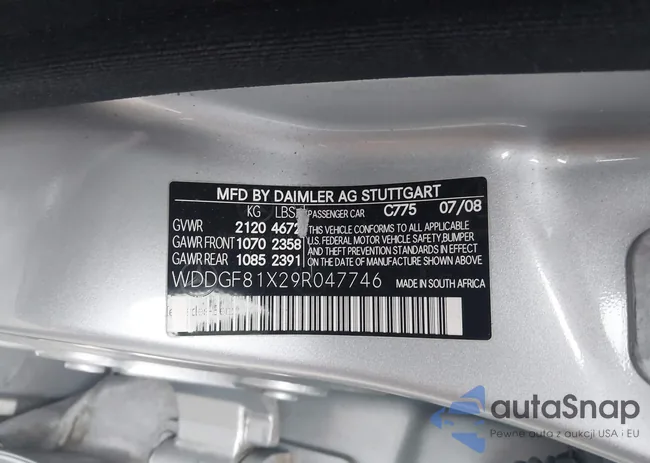 MFD BY DAIMLER AG STUTTGART
KG LBS PASSENGER CAR C775 07/08
GVWR 2120 4672 THIS VEHICLE CONFORMS TO ALL APPLICABLE
GAWR FRONT 1070 2358 U.S. FEDERAL MOTOR VEHICLE SAFETY, BUMPER
GAWR REAR 1085 2391 AND THEFT PREVENTION STANDARDS IN EFFECT
ON THE DATE OF MANUFACTURE SHOWN ABOVE.
WDDGF81X29R047746 MADE IN SOUTH AFRICA
autaSnap
Pewne auta z aukcji USA i EU